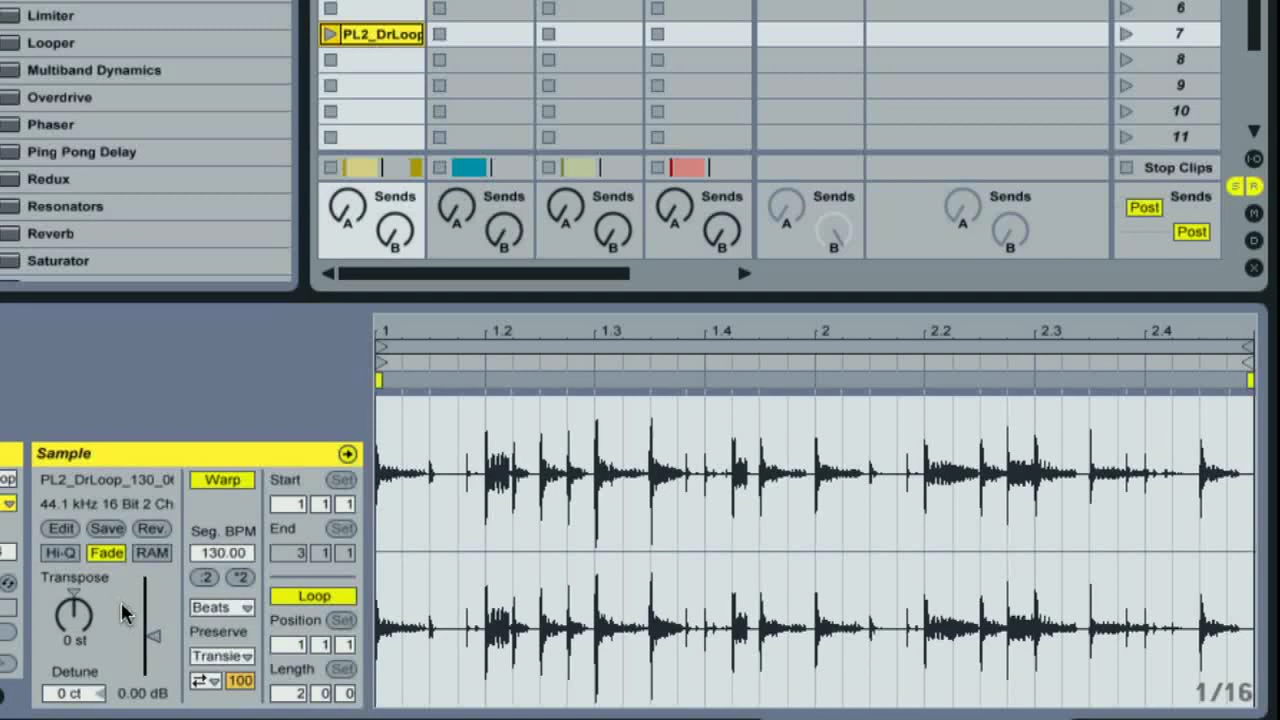 Limiter
Looper
Multiband Dynamics
Overdrive
Phaser
Ping Pong Delay
Redux
Resonators
Reverb
Saturator
6
PL2_DrLoop 7
8
9
10
11
Stop Clips
Sends Sends Sends Sends Sends Sends Sends
A A A A A A Post
B B B B B B Post
I·O
S R
M
D
X
1 1.2 1.3 1.4 2 2.2 2.3 2.4
Sample
PL2_DrLoop_130_0
44.1 kHz 16 Bit 2 Ch
Edit Save Rev.
Hi-Q Fade RAM
Transpose
0 st
Detune
0 ct 0.00 dB
Warp
Seg. BPM
130.00
:2 *2
Beats
Preserve
Transie
100
Start Set
1 1 1
End Set
3 1 1
Loop
Position Set
1 1 1
Length Set
2 0 0
1/16